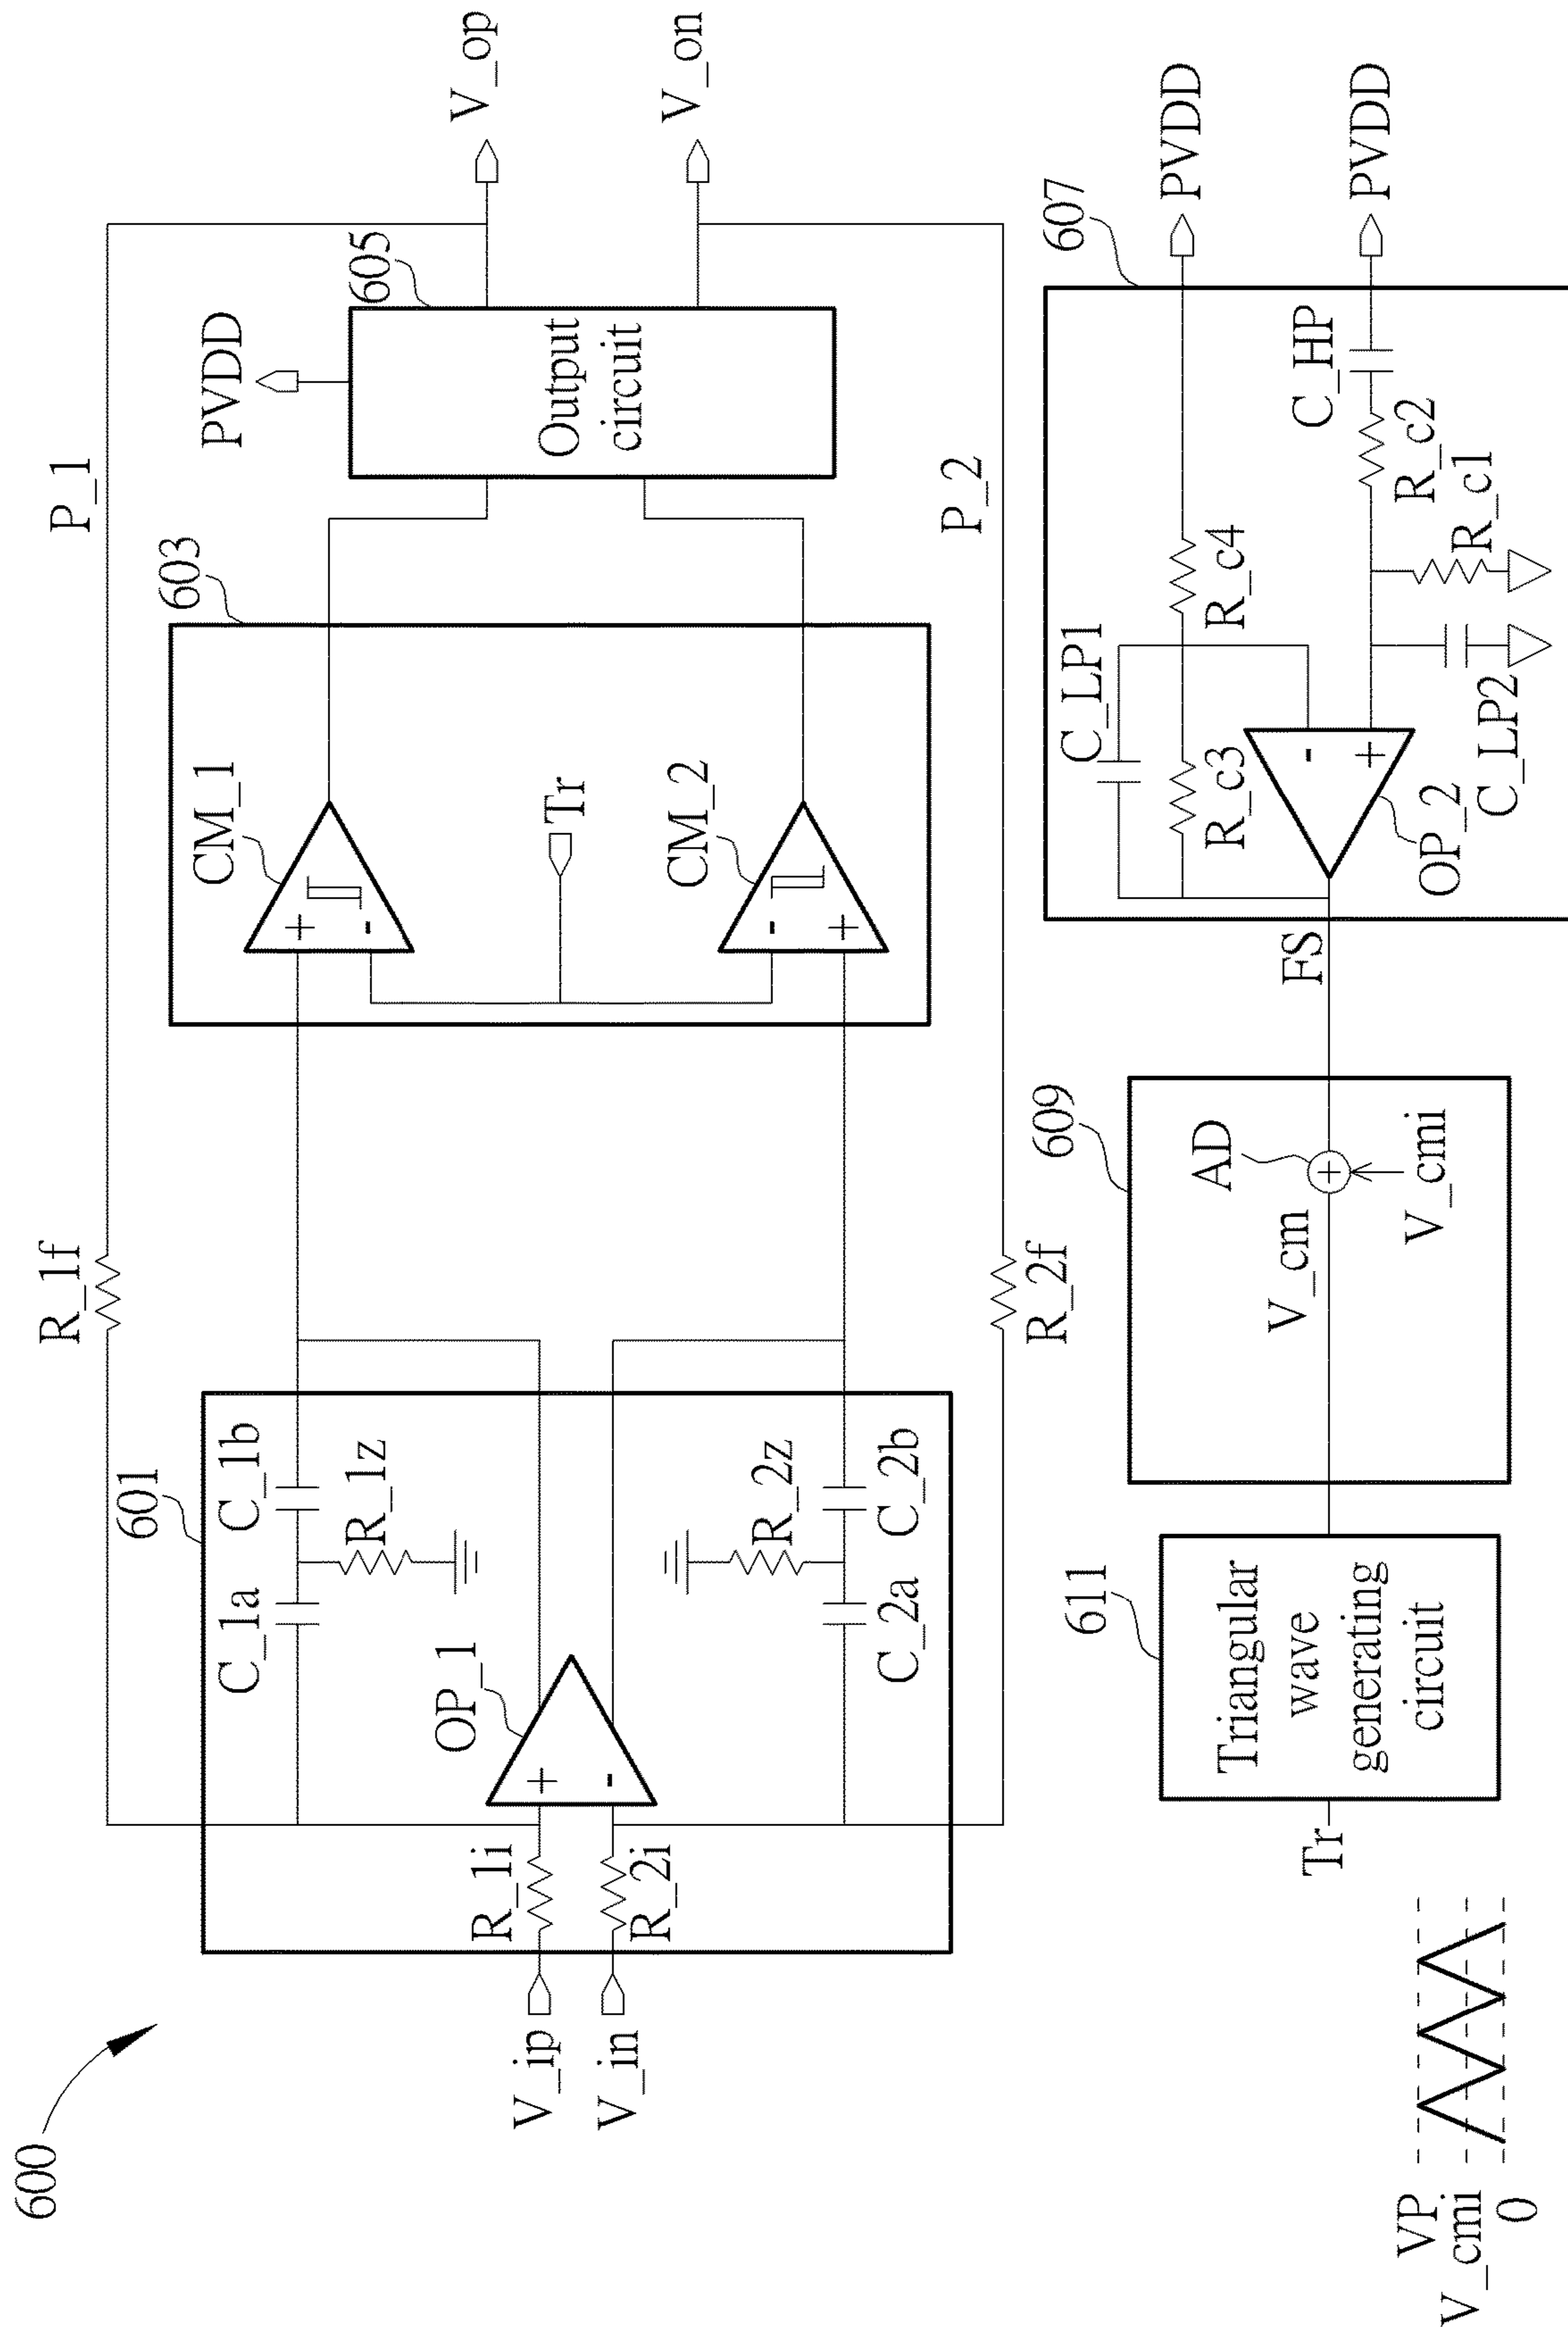 600
P_1
R_1f
601
C_1a
C_1b
R_1z
OP_1
R_1i
R_2i
V_ip
V_in
R_2z
C_2a
C_2b
R_2f
P_2
603
CM_1
Tr
CM_2
605
PVDD
Output
circuit
V_op
V_on
607
PVDD
PVDD
C_LP1
R_c3
R_c4
C_HP
R_c2
R_c1
C_LP2
OP_2
+
-
FS
609
AD
V_cm
V_cmi
611
Triangular
wave
generating
circuit
Tr
VP
V_cmi
0